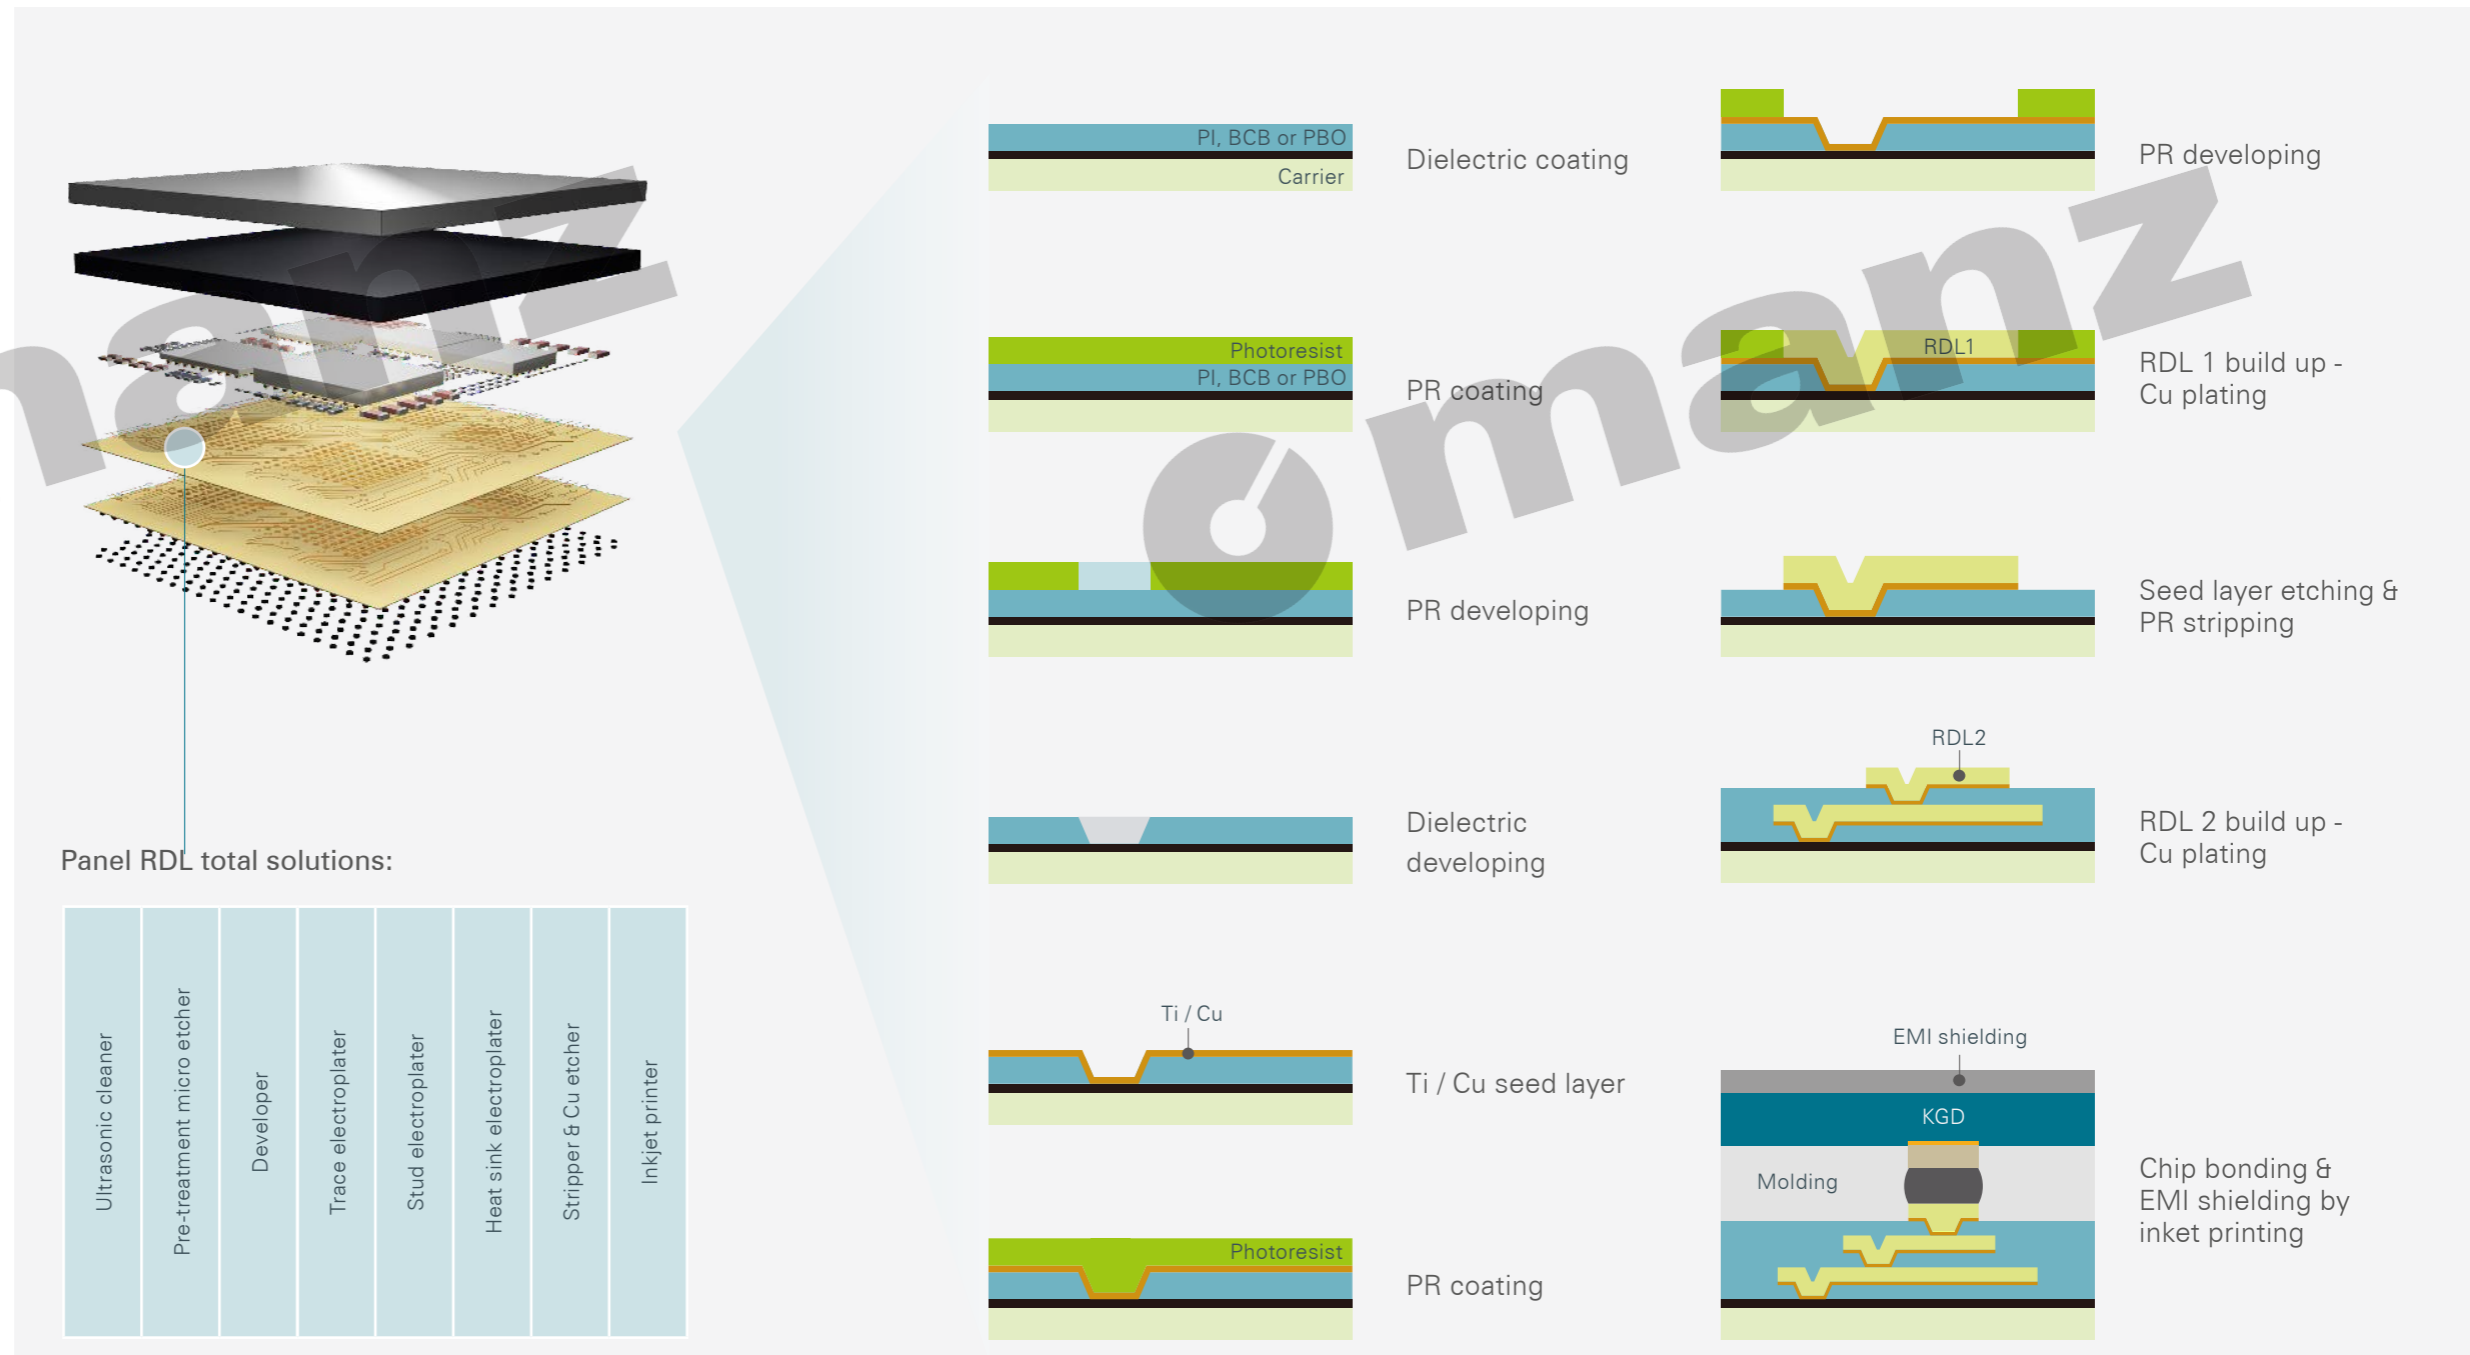 manz
Panel RDL total solutions:
Ultrasonic cleaner
Pre-treatment micro etcher
Developer
Trace electroplater
Stud electroplater
Heat sink electroplater
Stripper & Cu etcher
Inkjet printer
PI, BCB or PBO
Carrier
Dielectric coating
Photoresist
PI, BCB or PBO
PR coating
PR developing
Dielectric
developing
Ti / Cu
Ti / Cu seed layer
Photoresist
PR coating
PR developing
manz
RDL1
RDL 1 build up -
Cu plating
Seed layer etching &
PR stripping
RDL2
RDL 2 build up -
Cu plating
EMI shielding
KGD
Molding
Chip bonding &
EMI shielding by
inket printing